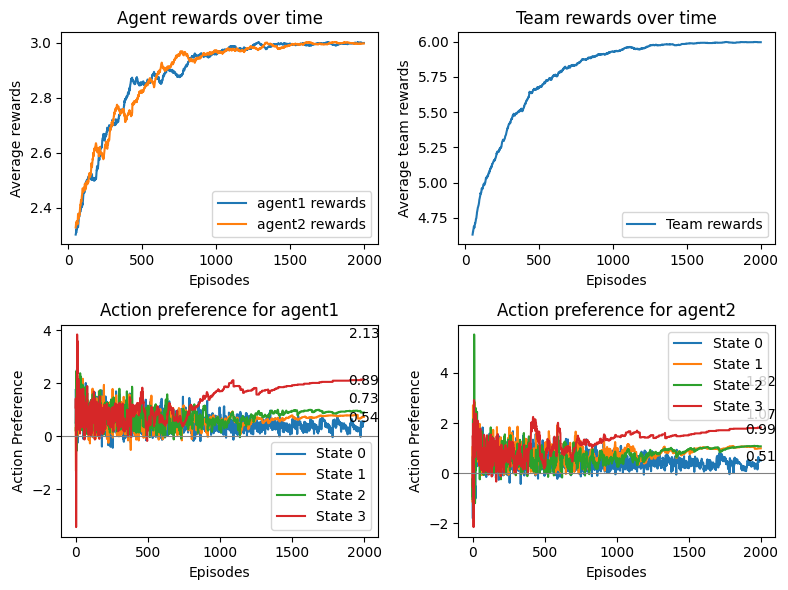 Agent rewards over time
3.0
2.8
2.6
2.4
Average rewards
agent1 rewards
agent2 rewards
0
500
1000
1500
2000
Episodes
Team rewards over time
6.00
5.75
5.50
5.25
5.00
4.75
Average team rewards
Team rewards
0
500
1000
1500
2000
Episodes
Action preference for agent1
4
2
0
−2
Action Preference
2.13
0.89
0.73
0.54
State 0
State 1
State 2
State 3
0
500
1000
1500
2000
Episodes
Action preference for agent2
4
2
0
−2
Action Preference
State 0
State 1
State 2
State 3
1.82
1.07
0.99
0.51
0
500
1000
1500
2000
Episodes